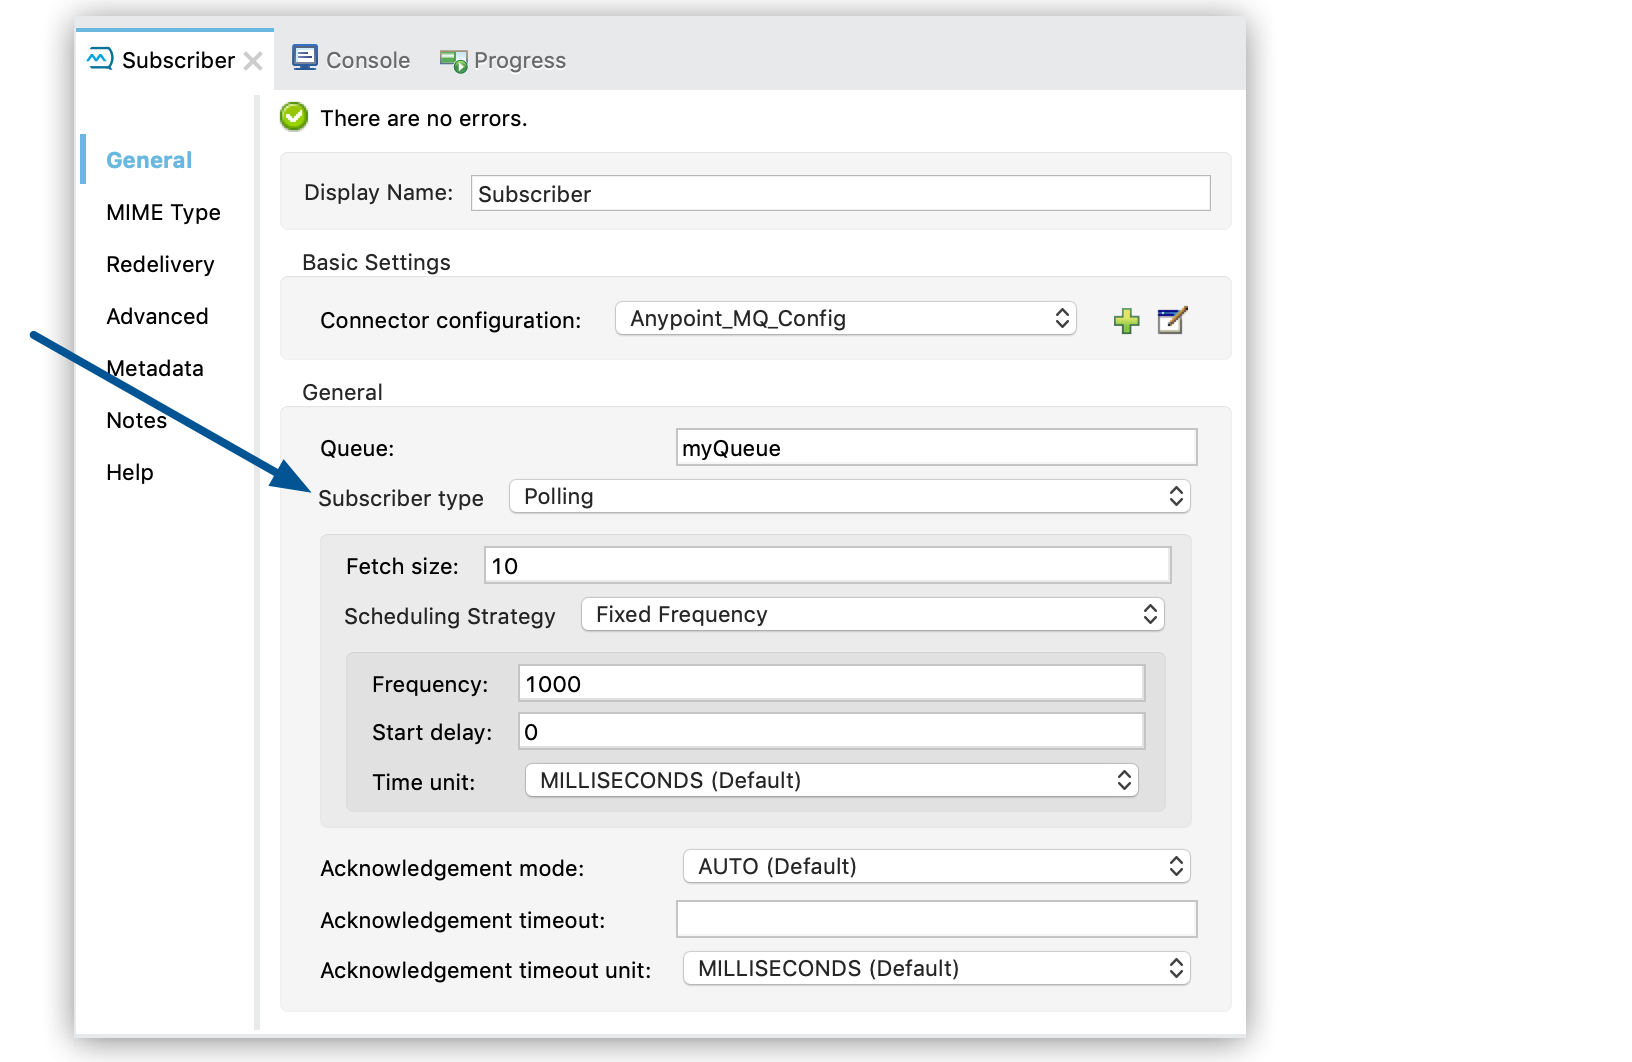 Subscriber
Console
Progress
There are no errors.
General
MIME Type
Redelivery
Advanced
Metadata
Notes
Help
Display Name: Subscriber
Basic Settings
Connector configuration: Anypoint_MQ_Config
General
Queue: myQueue
Subscriber type Polling
Fetch size: 10
Scheduling Strategy Fixed Frequency
Frequency: 1000
Start delay: 0
Time unit: MILLISECONDS (Default)
Acknowledgement mode: AUTO (Default)
Acknowledgement timeout:
Acknowledgement timeout unit: MILLISECONDS (Default)